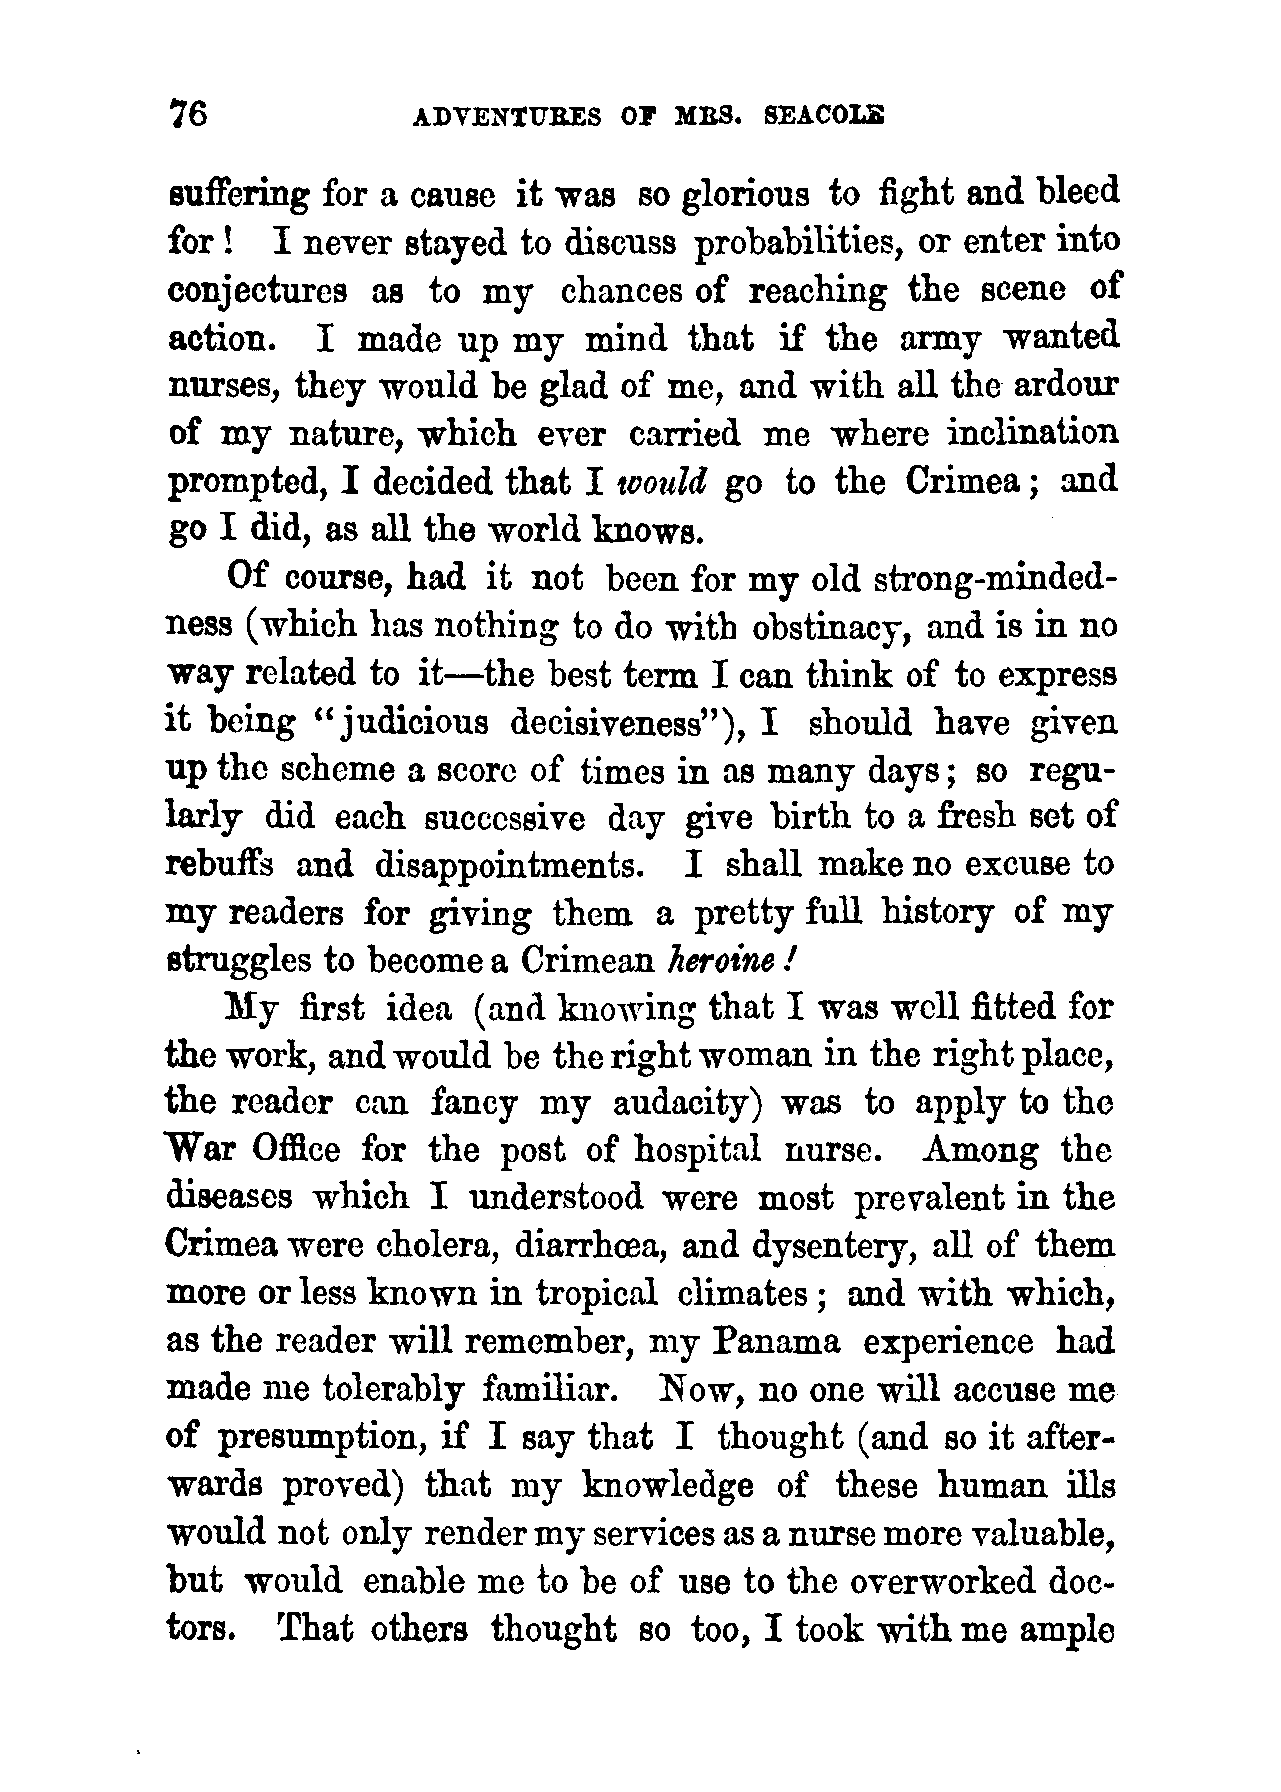 76 ADVENTURES OF MRS. SEACOLE
suffering for a cause it was so glorious to fight and bleed
for! I never stayed to discuss probabilities, or enter into
conjectures as to my chances of reaching the scene of
action. I made up my mind that if the army wanted
nurses, they would be glad of me, and with all the ardour
of my nature, which ever carried me where inclination
prompted, I decided that I would go to the Crimea; and
go I did, as all the world knows.
Of course, had it not been for my old strong-minded-
ness (which has nothing to do with obstinacy, and is in no
way related to it—the best term I can think of to express
it being "judicious decisiveness"), I should have given
up the scheme a score of times in as many days; so regu-
larly did each successive day give birth to a fresh set of
rebuffs and disappointments. I shall make no excuse to
my readers for giving them a pretty full history of my
struggles to become a Crimean heroine!
My first idea (and knowing that I was well fitted for
the work, and would be the right woman in the right place,
the reader can fancy my audacity) was to apply to the
War Office for the post of hospital nurse. Among the
diseases which I understood were most prevalent in the
Crimea were cholera, diarrhœa, and dysentery, all of them
more or less known in tropical climates; and with which,
as the reader will remember, my Panama experience had
made me tolerably familiar. Now, no one will accuse me
of presumption, if I say that I thought (and so it after-
wards proved) that my knowledge of these human ills
would not only render my services as a nurse more valuable,
but would enable me to be of use to the overworked doc-
tors. That others thought so too, I took with me ample